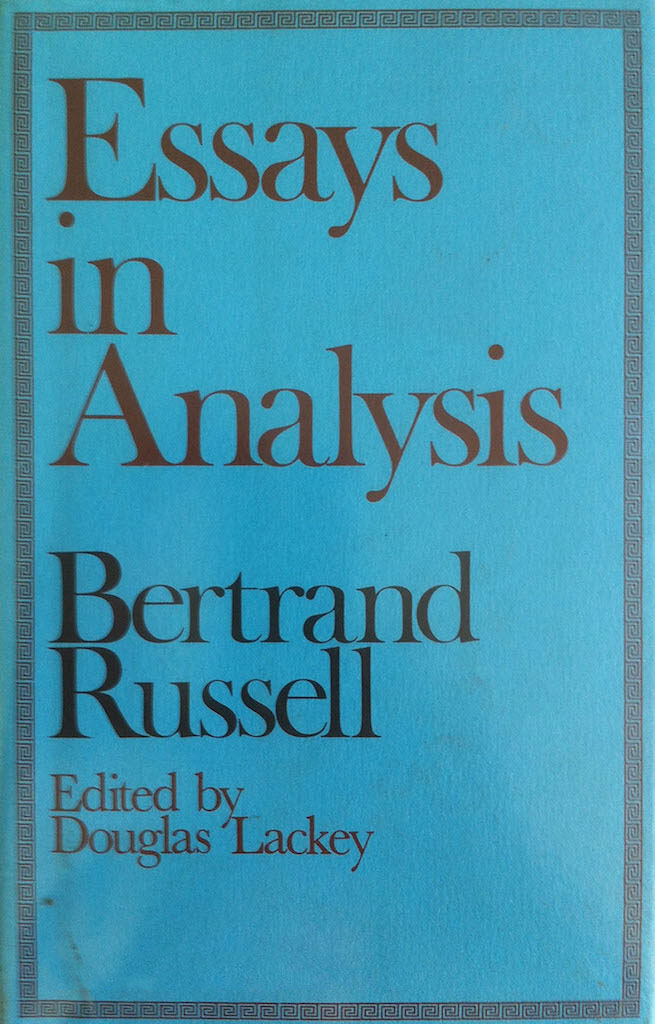 Essays
in
Analysis
Bertrand
Russell
Edited by
Douglas Lackey